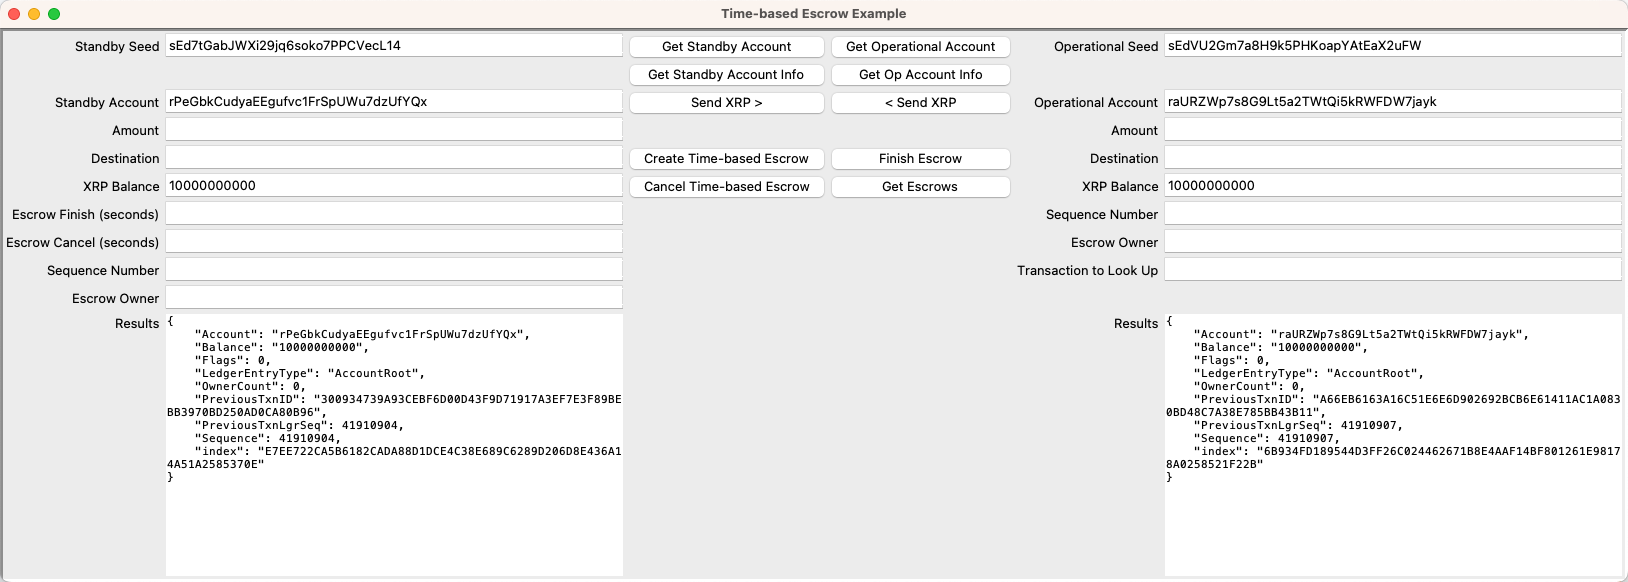 Time-based Escrow Example
Standby Seed sEd7tGabJWXi29jq6soko7PPCVecL14 Get Standby Account Get Operational Account Operational Seed sEdVU2Gm7a8H9k5PHKoapYAtEaX2uFW
Get Standby Account Info Get Op Account Info
Standby Account rPeGbkCudyaEEgufvc1FrSpUWu7dzUfYQx Send XRP > < Send XRP Operational Account raURZWp7s8G9Lt5a2TWtQi5kRWFDW7jayk
Amount Amount
Destination Create Time-based Escrow Finish Escrow Destination
XRP Balance 10000000000 Cancel Time-based Escrow Get Escrows XRP Balance 10000000000
Escrow Finish (seconds) Sequence Number
Escrow Cancel (seconds) Escrow Owner
Sequence Number Transaction to Look Up
Escrow Owner
Results
{
"Account": "rPeGbkCudyaEEgufvc1FrSpUWu7dzUfYQx",
"Balance": "10000000000",
"Flags": 0,
"LedgerEntryType": "AccountRoot",
"OwnerCount": 0,
"PreviousTxnID": "300934739A93CEBF6D00D43F9D71917A3EF7E3F89BE
BB3970BD250AD0CA80B96",
"PreviousTxnLgrSeq": 41910904,
"Sequence": 41910904,
"index": "E7EE722CA5B6182CADA88D1DCE4C38E689C6289D206D8E436A1
4A51A2585370E"
}
Results
{
"Account": "raURZWp7s8G9Lt5a2TWtQi5kRWFDW7jayk",
"Balance": "10000000000",
"Flags": 0,
"LedgerEntryType": "AccountRoot",
"OwnerCount": 0,
"PreviousTxnID": "A66EB6163A16C51E6E6D902692BCB6E61411AC1A083
0BD48C7A38E785BB43B11",
"PreviousTxnLgrSeq": 41910907,
"Sequence": 41910907,
"index": "6B934FD189544D3FF26C024462671B8E4AAF14BF801261E9817
8A0258521F22B"
}